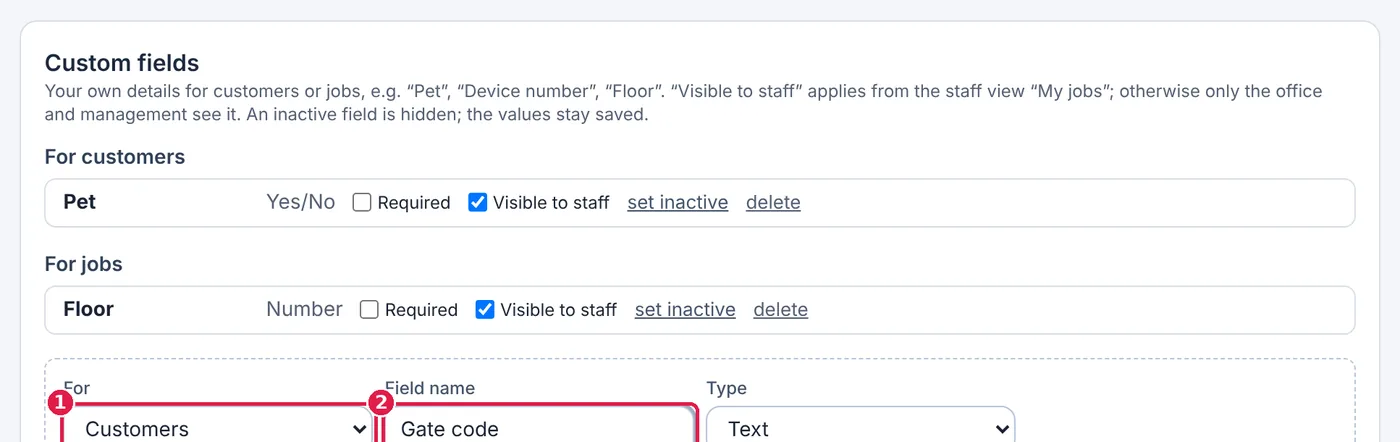 Custom fields
Your own details for customers or jobs, e.g. “Pet”, “Device number”, “Floor”. “Visible to staff” applies from the staff view “My jobs”; otherwise only the office
and management see it. An inactive field is hidden; the values stay saved.
For customers
Pet Yes/No Required Visible to staff set inactive delete
For jobs
Floor Number Required Visible to staff set inactive delete
For Field name Type
1 2
Customers Gate code Text